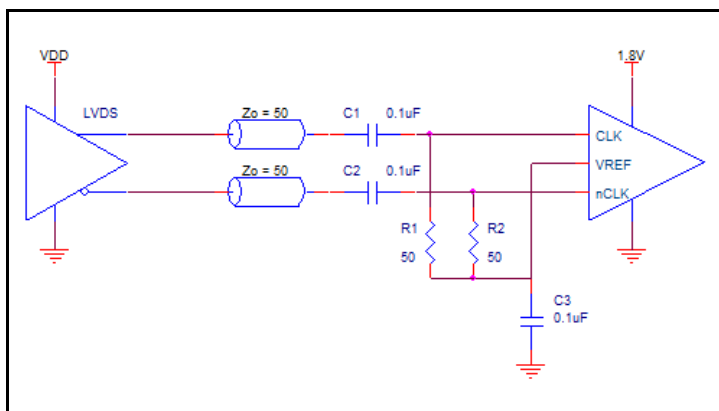 VDD
1.8V
LVDS
Zo = 50
C1
0.1uF
CLK
Zo = 50
C2
0.1uF
VREF
nCLK
R1
R2
50
50
C3
0.1uF